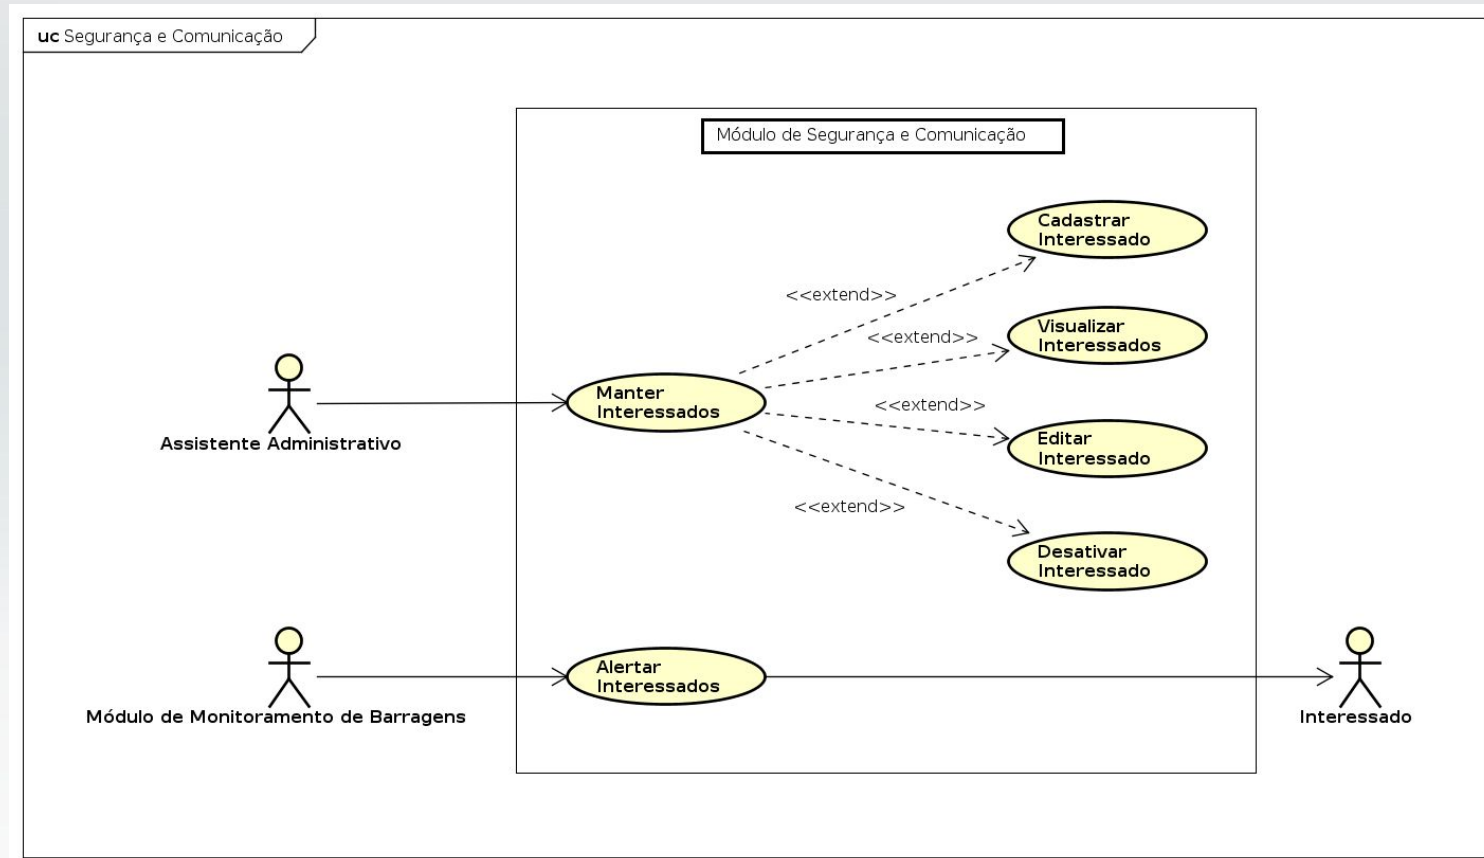 uc Segurança e Comunicação
Módulo de Segurança e Comunicação
Cadastrar
Interessado
<<extend>>
Visualizar
Interessados
<<extend>>
Manter
Interessados
<<extend>>
Editar
Interessado
Assistente Administrativo
<<extend>>
Desativar
Interessado
Alertar
Interessados
Módulo de Monitoramento de Barragens
Interessado